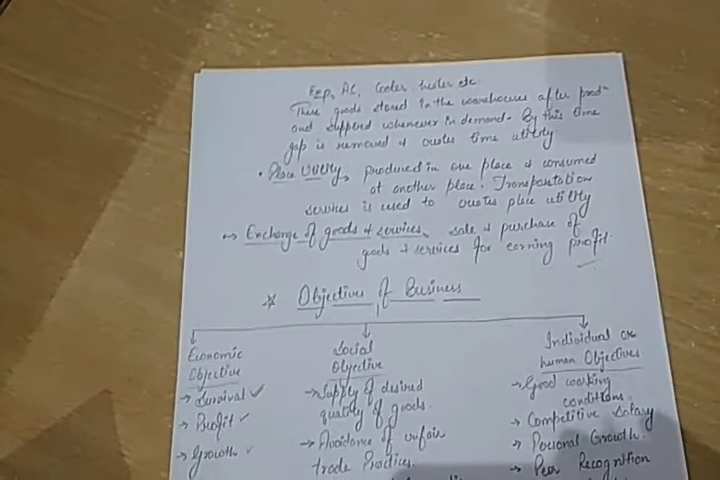 Exp, AC, Cooler, heater etc
These goods stored in the warehouses after prodn
and supplied whenever in demand. By this time
gap is removed & creates time utility.
• Place utility → produced in one place & consumed
at another place. Transportation
services is used to creates place utility
→ Exchange of goods & services, sale & purchase of
goods & services for earning profit.
* Objectives of Business
Economic
Objective
→ Survival ✓
→ Profit ✓
→ Growth ✓
Social
Objective
→ Supply of desired
quality of goods.
→ Avoidance of unfair
trade Practices.
Individual or
human Objectives
→ Good working
conditions.
→ Competitive Salary
→ Personal Growth.
→ Peer Recognition